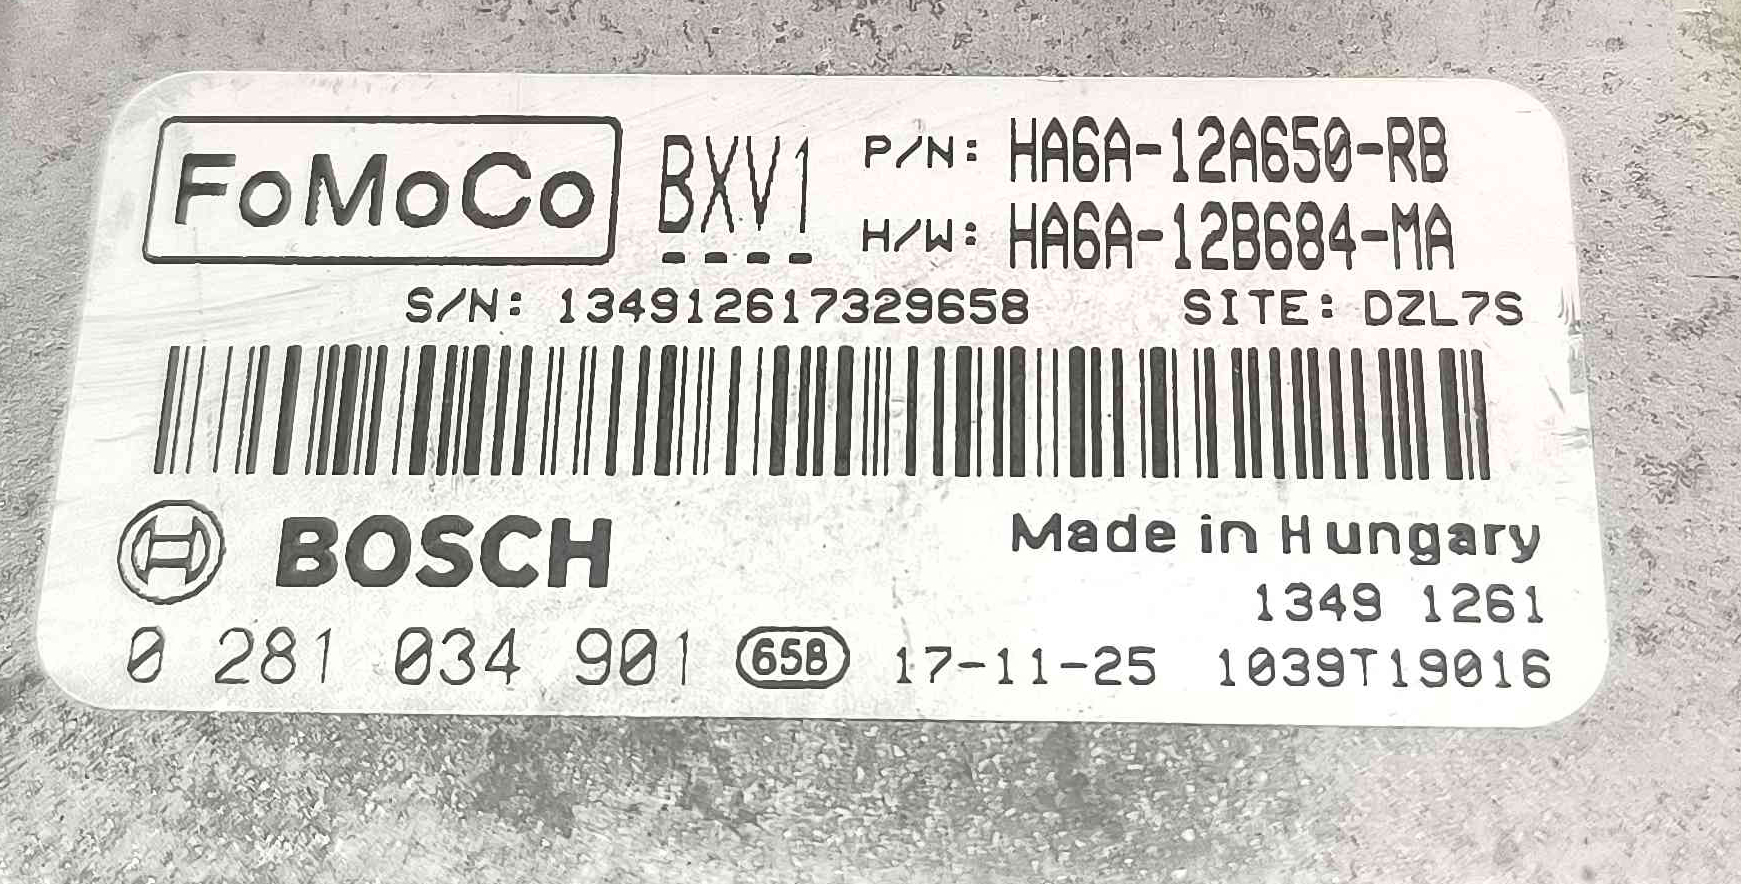 FoMoCo BXV1 P/N: HA6A-12A650-RB
H/W: HA6A-12B684-MA
S/N: 134912617329658 SITE: DZL7S
BOSCH Made in Hungary
1349 1261
0 281 034 901 658 17-11-25 1039T19016